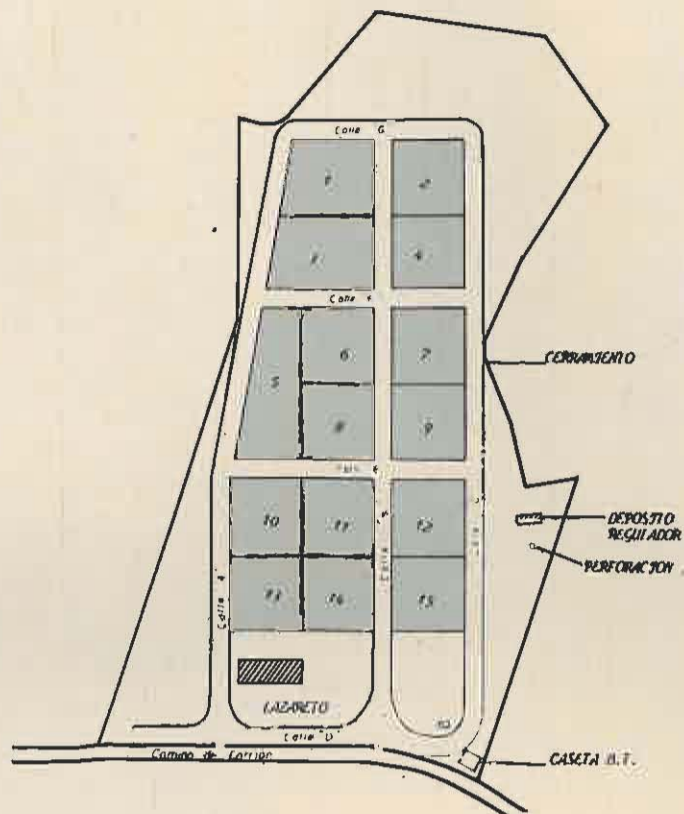 Calle G
1
2
3
4
Calle F
5
6
7
8
9
CERRAMIENTO
Calle E
10
11
12
13
14
15
DEPOSITO
REGULADOR
PERFORACION
Calle A
Calle
Calle
LAZARETO
Calle D
Camino de
CASETA B.T.